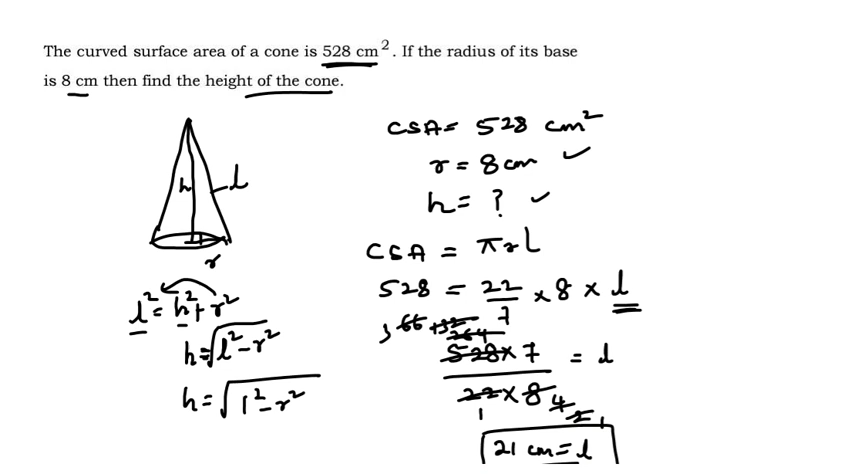 The curved surface area of a cone is 528 cm². If the radius of its base
is 8 cm then find the height of the cone.
CSA = 528 cm²
r = 8 cm ✓
h = ? ✓
h l
r
CSA = πrl
528 = 22/7 × 8 × l
l² = h² + r²
h = √l² - r²
528 × 7 / 22 × 8 = l
h = √l² - r²
21 cm = l